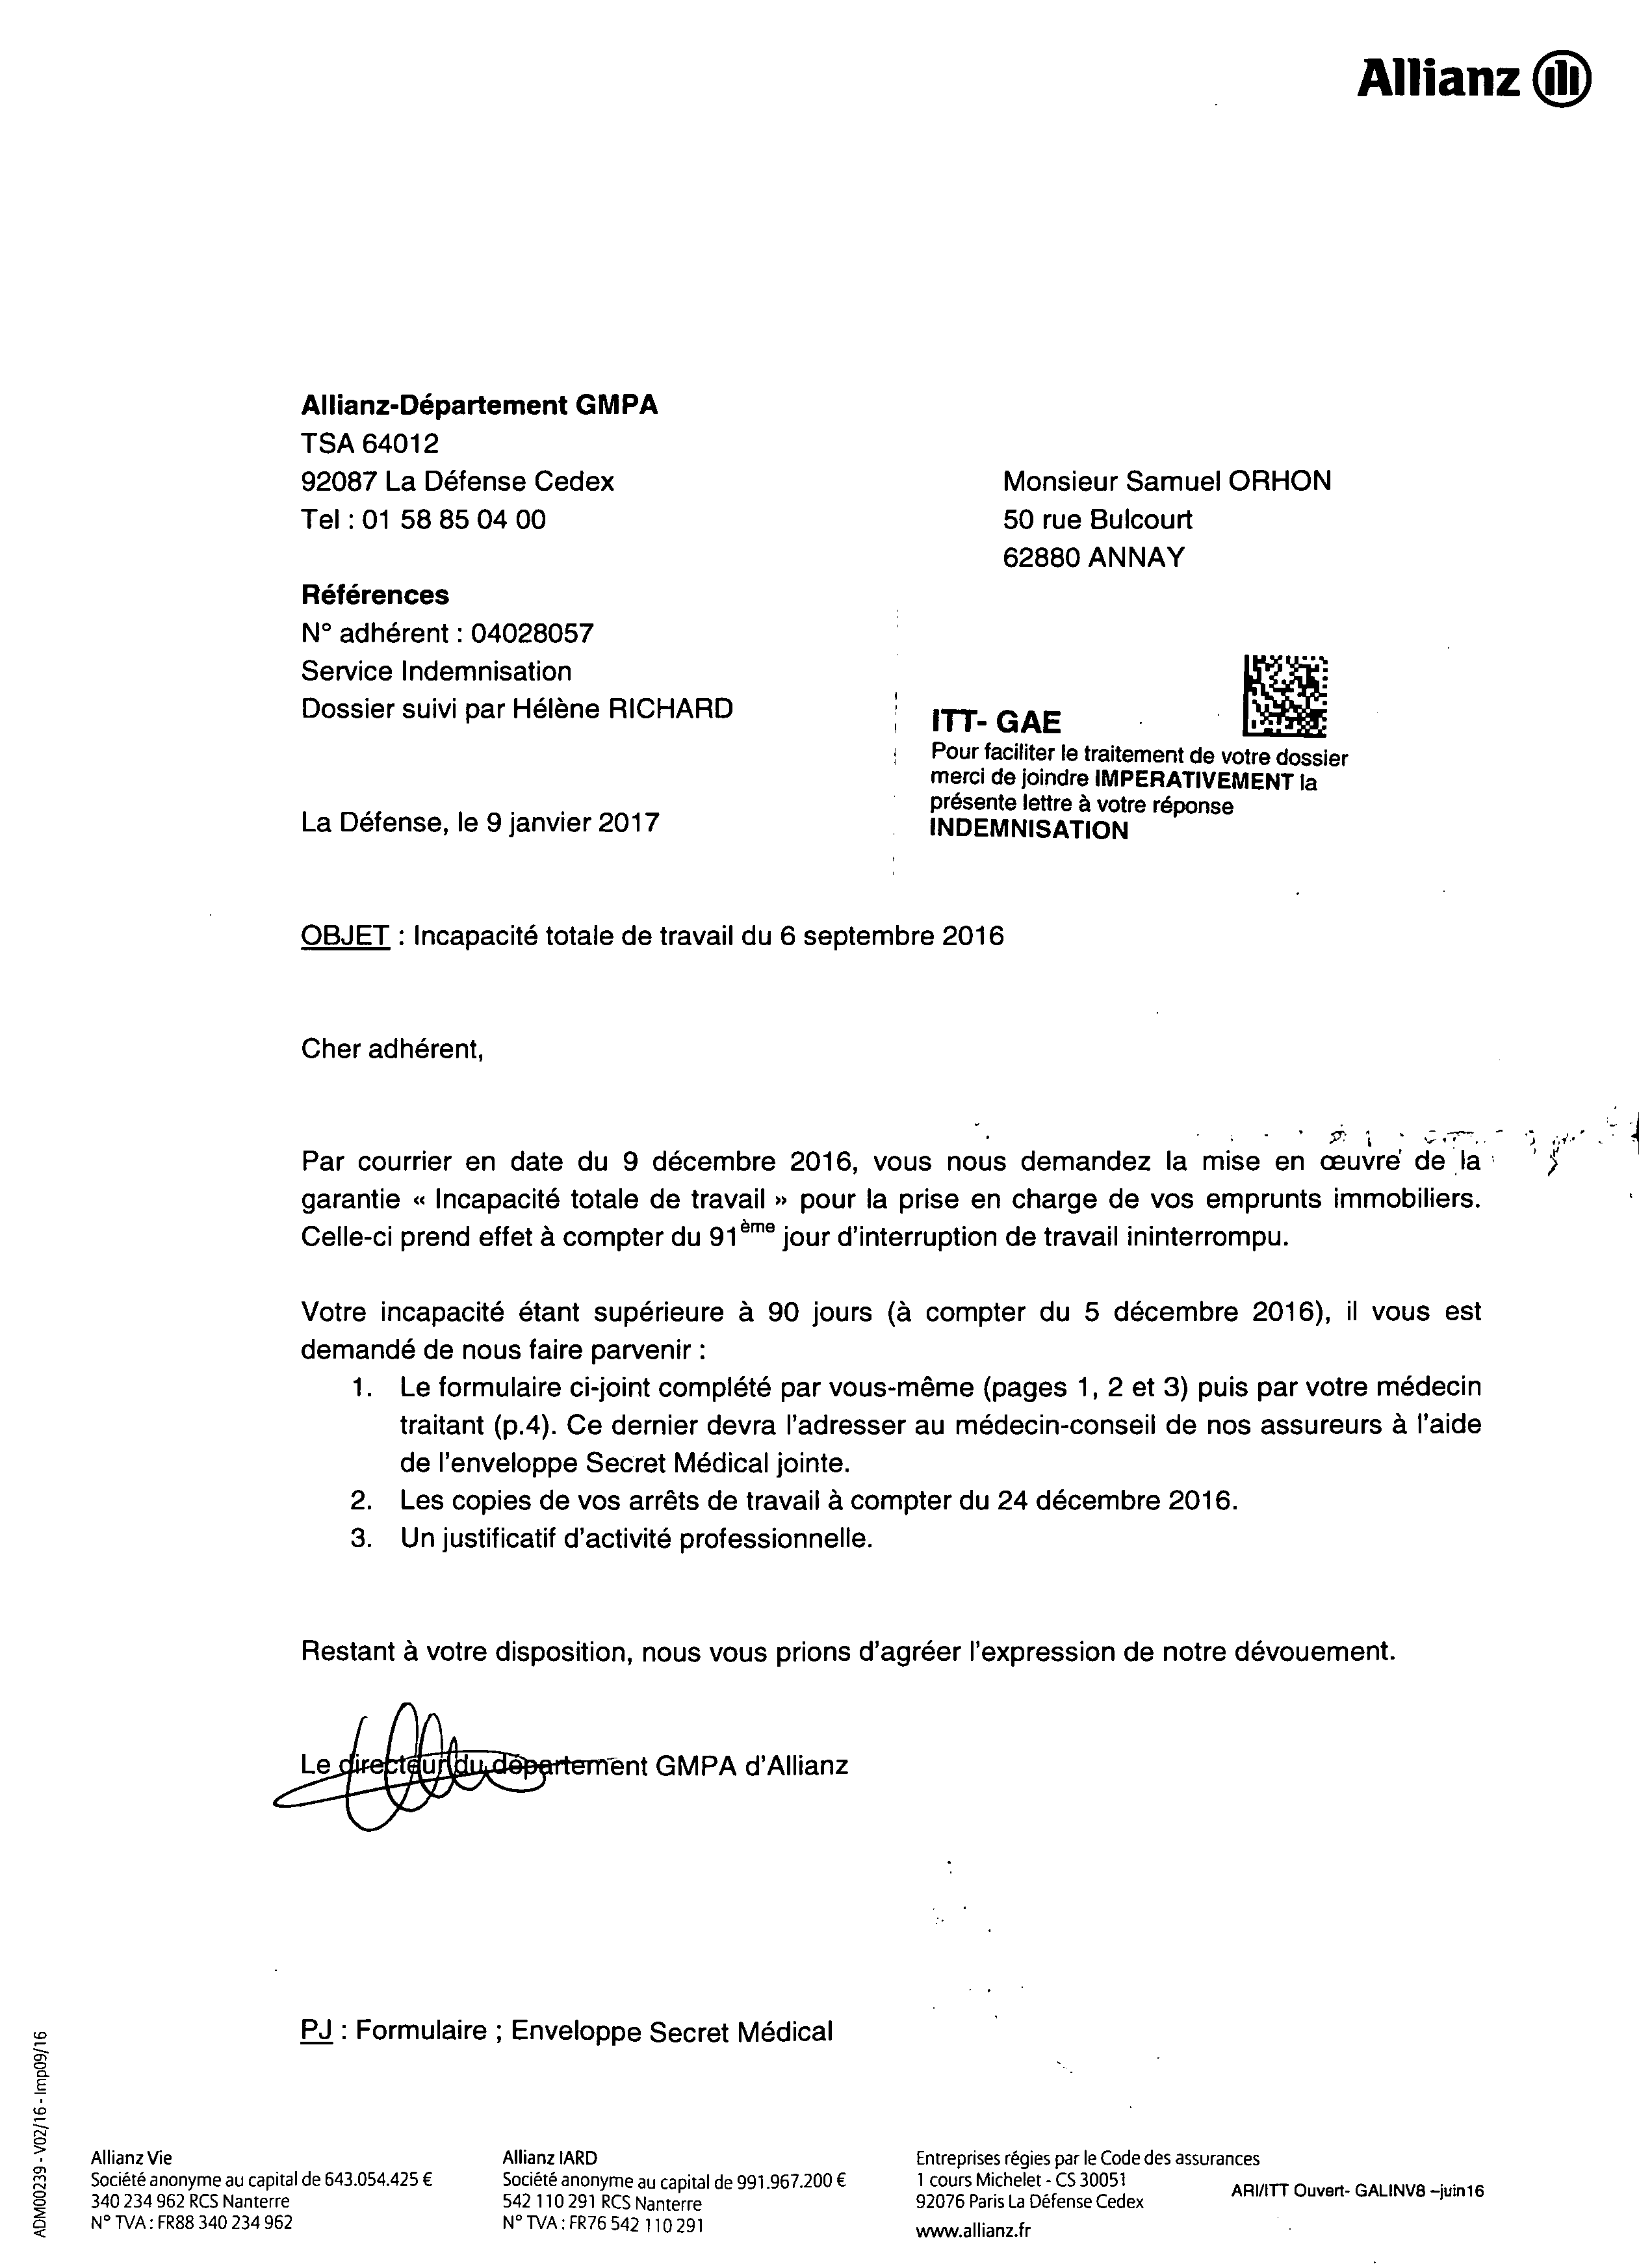 Allianz
Allianz-Département GMPA
TSA 64012
92087 La Défense Cedex
Tel : 01 58 85 04 00
Monsieur Samuel ORHON
50 rue Bulcourt
62880 ANNAY
Références
N° adhérent : 04028057
Service Indemnisation
Dossier suivi par Hélène RICHARD
ITT- GAE
Pour faciliter le traitement de votre dossier
merci de joindre IMPERATIVEMENT la
présente lettre à votre réponse
INDEMNISATION
La Défense, le 9 janvier 2017
OBJET : Incapacité totale de travail du 6 septembre 2016
Cher adhérent,
Par courrier en date du 9 décembre 2016, vous nous demandez la mise en œuvre de la
garantie « Incapacité totale de travail » pour la prise en charge de vos emprunts immobiliers.
Celle-ci prend effet à compter du 91ème jour d'interruption de travail ininterrompu.
Votre incapacité étant supérieure à 90 jours (à compter du 5 décembre 2016), il vous est
demandé de nous faire parvenir :
1. Le formulaire ci-joint complété par vous-même (pages 1, 2 et 3) puis par votre médecin
traitant (p.4). Ce dernier devra l'adresser au médecin-conseil de nos assureurs à l'aide
de l'enveloppe Secret Médical jointe.
2. Les copies de vos arrêts de travail à compter du 24 décembre 2016.
3. Un justificatif d'activité professionnelle.
Restant à votre disposition, nous vous prions d'agréer l'expression de notre dévouement.
Le directeur du département GMPA d'Allianz
PJ : Formulaire ; Enveloppe Secret Médical
ADM00239 - V02/16 - Imp09/16
Allianz Vie
Société anonyme au capital de 643.054.425 €
340 234 962 RCS Nanterre
N° TVA : FR88 340 234 962
Allianz IARD
Société anonyme au capital de 991.967.200 €
542 110 291 RCS Nanterre
N° TVA : FR76 542 110 291
Entreprises régies par le Code des assurances
1 cours Michelet - CS 30051
92076 Paris La Défense Cedex
www.allianz.fr
ARI/ITT Ouvert- GALINV8 –juin16